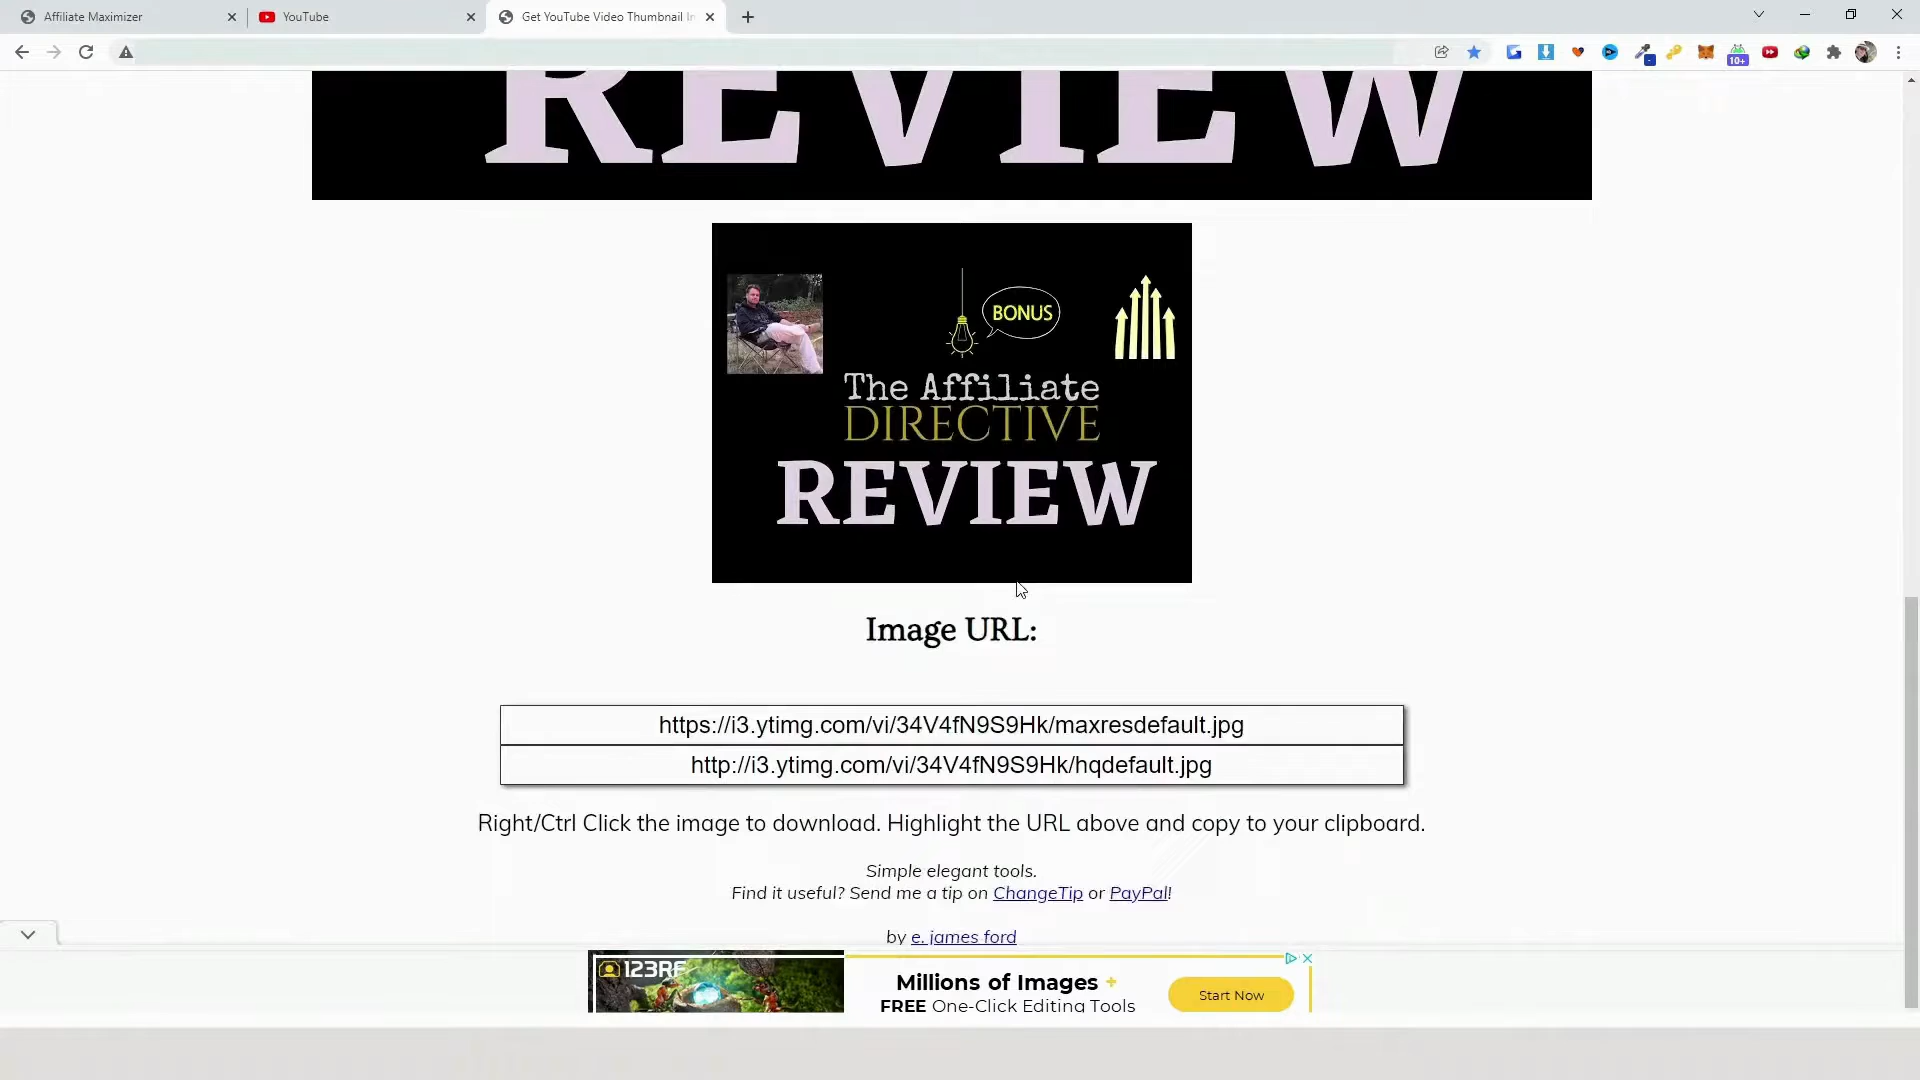 Affiliate Maximizer
YouTube
Get YouTube Video Thumbnail In
10+
REVIEW
BONUS
The Affiliate
DIRECTIVE
REVIEW
Image URL:
https://i3.ytimg.com/vi/34V4fN9S9Hk/maxresdefault.jpg
http://i3.ytimg.com/vi/34V4fN9S9Hk/hqdefault.jpg
Right/Ctrl Click the image to download. Highlight the URL above and copy to your clipboard.
Simple elegant tools.
Find it useful? Send me a tip on ChangeTip or PayPal!
by e. james ford
123RF
Millions of Images +
FREE One-Click Editing Tools
Start Now